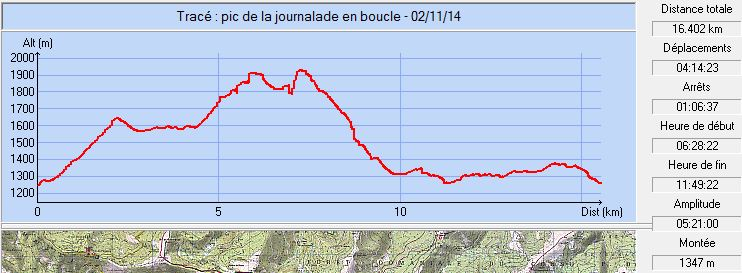 Tracé : pic de la journalade en boucle - 02/11/14
Alt (m)
2000
1900
1800
1700
1600
1500
1400
1300
1200
0
5
10
Dist (km)
Distance totale
16.402 km
Déplacements
04:14:23
Arrêts
01:06:37
Heure de début
06:28:22
Heure de fin
11:49:22
Amplitude
05:21:00
Montée
1347 m